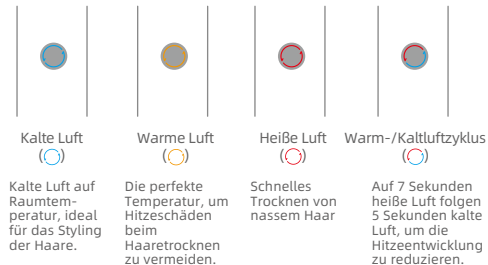 Kalte Luft
Warme Luft
Heiße Luft
Warm-/Kaltluftzyklus
Kalte Luft auf
Raumtem-
peratur, ideal
für das Styling
der Haare.
Die perfekte
Temperatur, um
Hitzeschäden
beim
Haaretrocknen
zu vermeiden.
Schnelles
Trocknen von
nassem Haar
Auf 7 Sekunden
heiße Luft folgen
5 Sekunden kalte
Luft, um die
Hitzeentwicklung
zu reduzieren.